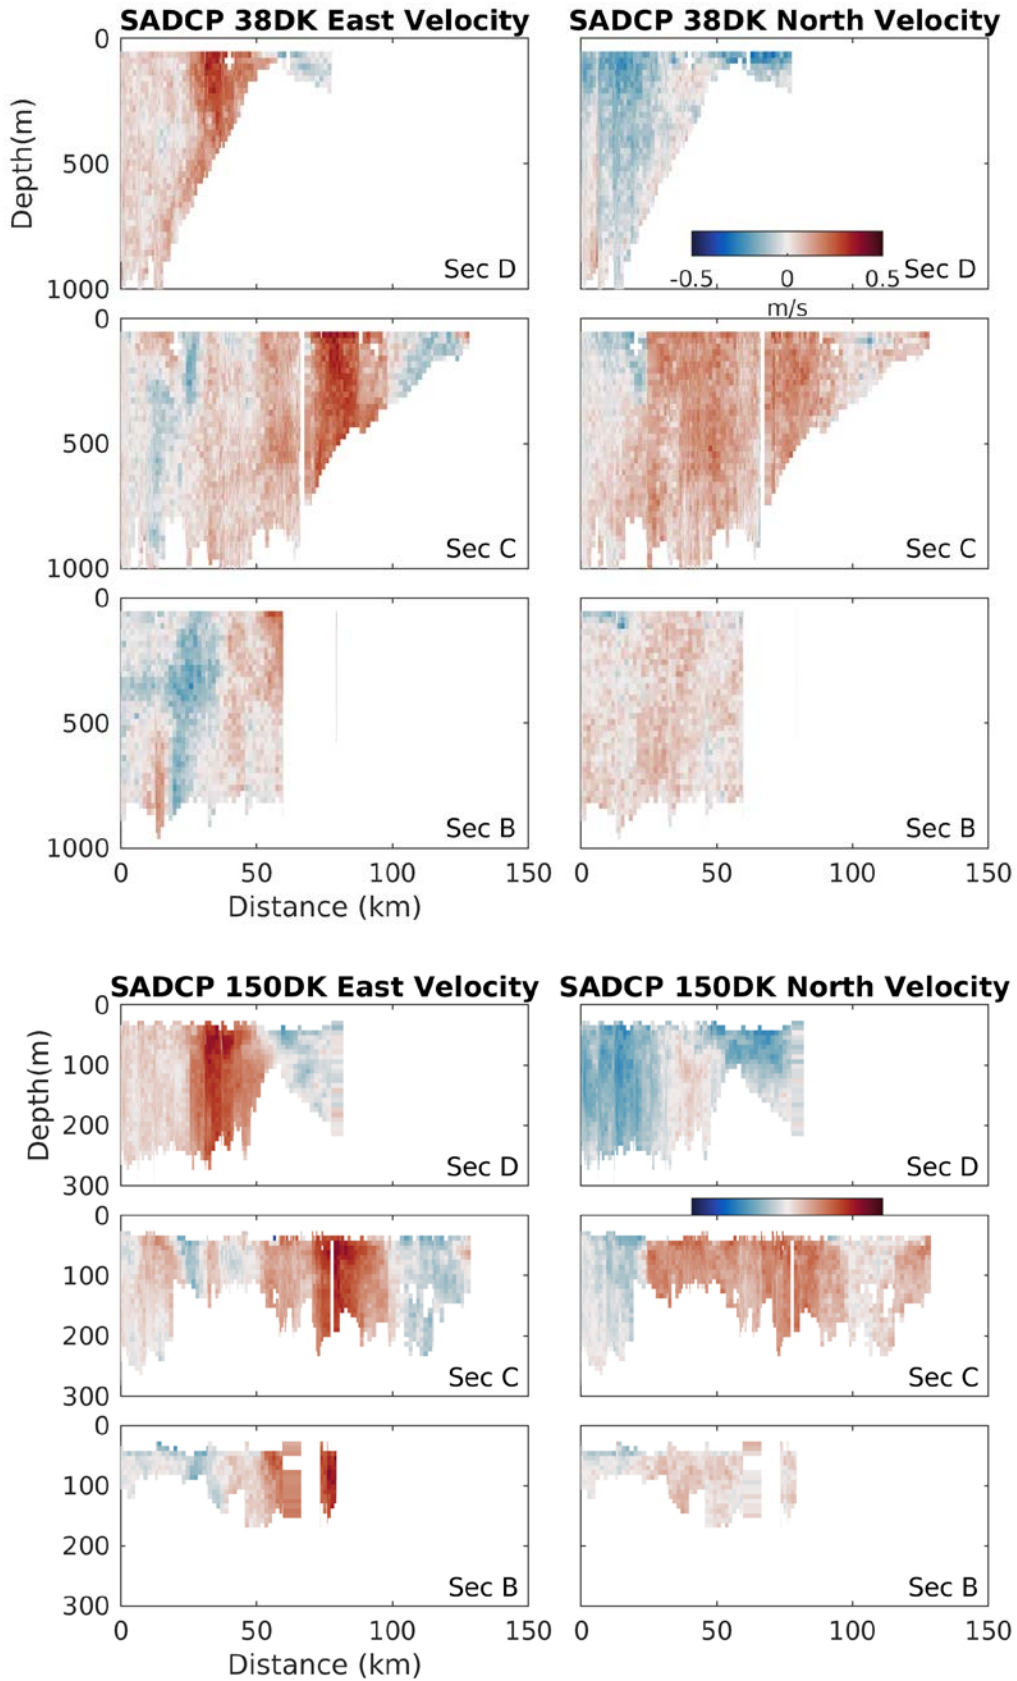 SADCP 38DK East Velocity
SADCP 38DK North Velocity
0
500
1000
Depth(m)
Sec D
-0.5 0 0.5
m/s
Sec D
0
500
1000
Sec C
Sec C
0
500
1000
Sec B
Sec B
0 50 100 150
0 50 100 150
Distance (km)
SADCP 150DK East Velocity
SADCP 150DK North Velocity
0
100
200
300
Depth(m)
Sec D
Sec D
0
100
200
300
Sec C
Sec C
0
100
200
300
Sec B
Sec B
0 50 100 150
0 50 100 150
Distance (km)